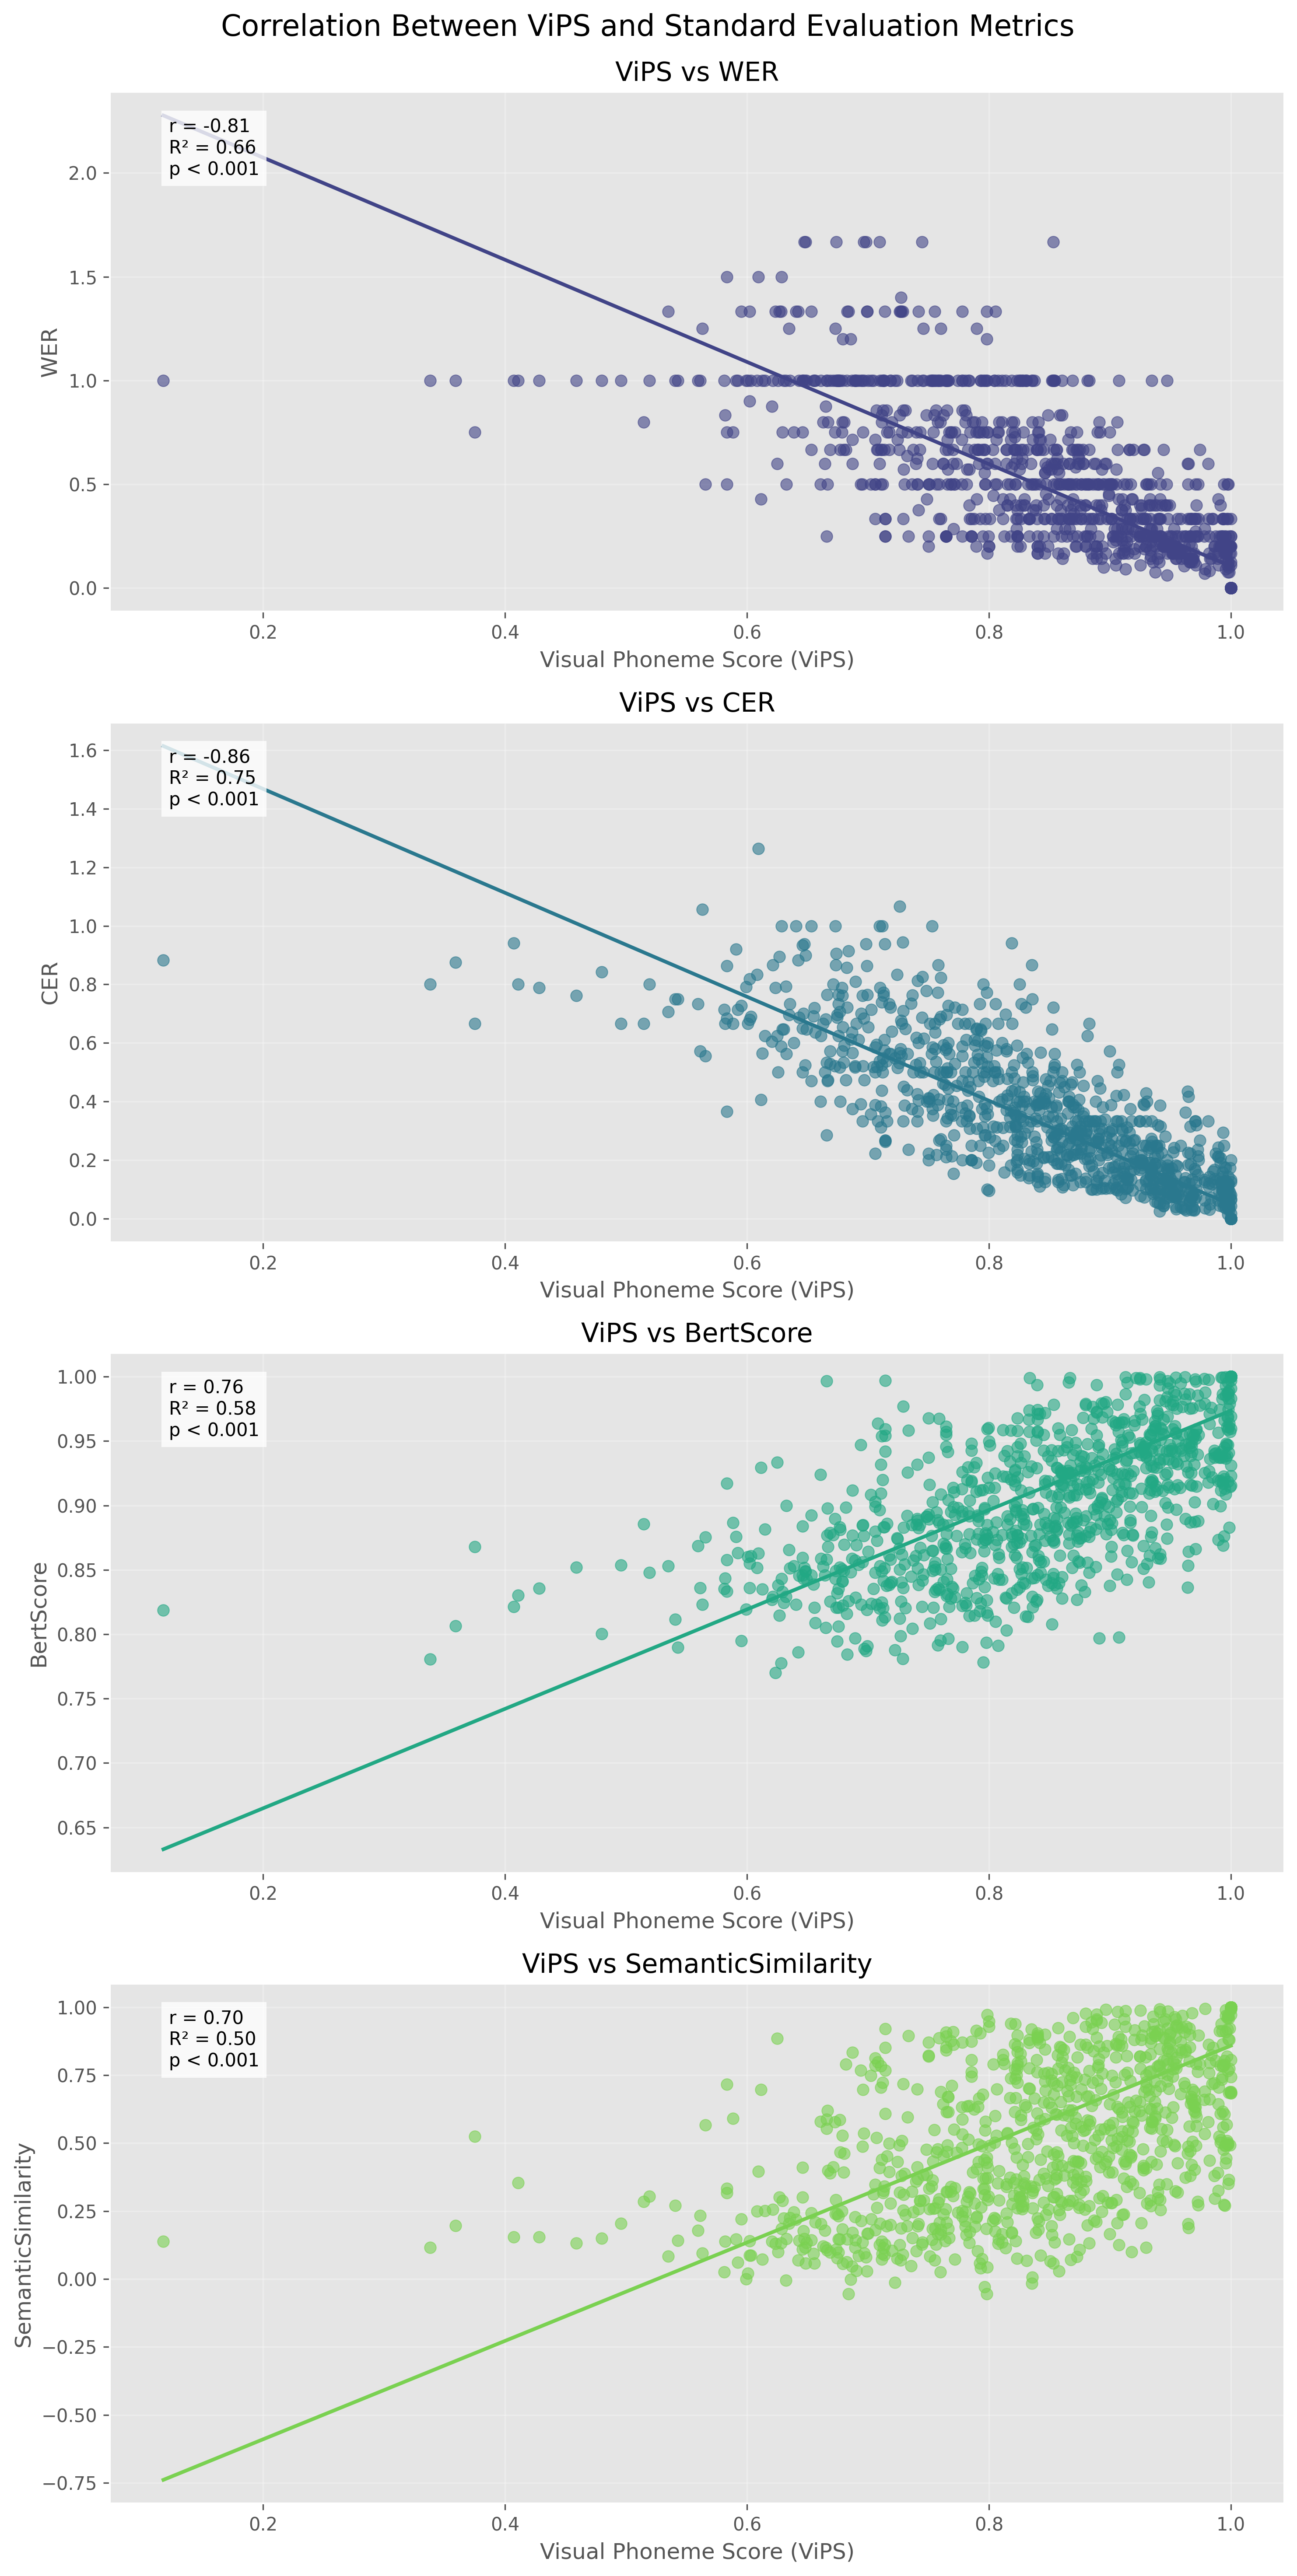 Correlation Between ViPS and Standard Evaluation Metrics
ViPS vs WER
r = -0.81
R² = 0.66
p < 0.001
2.0
1.5
1.0
0.5
0.0
WER
0.2 0.4 0.6 0.8 1.0
Visual Phoneme Score (ViPS)
ViPS vs CER
r = -0.86
R² = 0.75
p < 0.001
1.6
1.4
1.2
1.0
0.8
0.6
0.4
0.2
0.0
CER
0.2 0.4 0.6 0.8 1.0
Visual Phoneme Score (ViPS)
ViPS vs BertScore
r = 0.76
R² = 0.58
p < 0.001
1.00
0.95
0.90
0.85
0.80
0.75
0.70
0.65
BertScore
0.2 0.4 0.6 0.8 1.0
Visual Phoneme Score (ViPS)
ViPS vs SemanticSimilarity
r = 0.70
R² = 0.50
p < 0.001
1.00
0.75
0.50
0.25
0.00
−0.25
−0.50
−0.75
SemanticSimilarity
0.2 0.4 0.6 0.8 1.0
Visual Phoneme Score (ViPS)